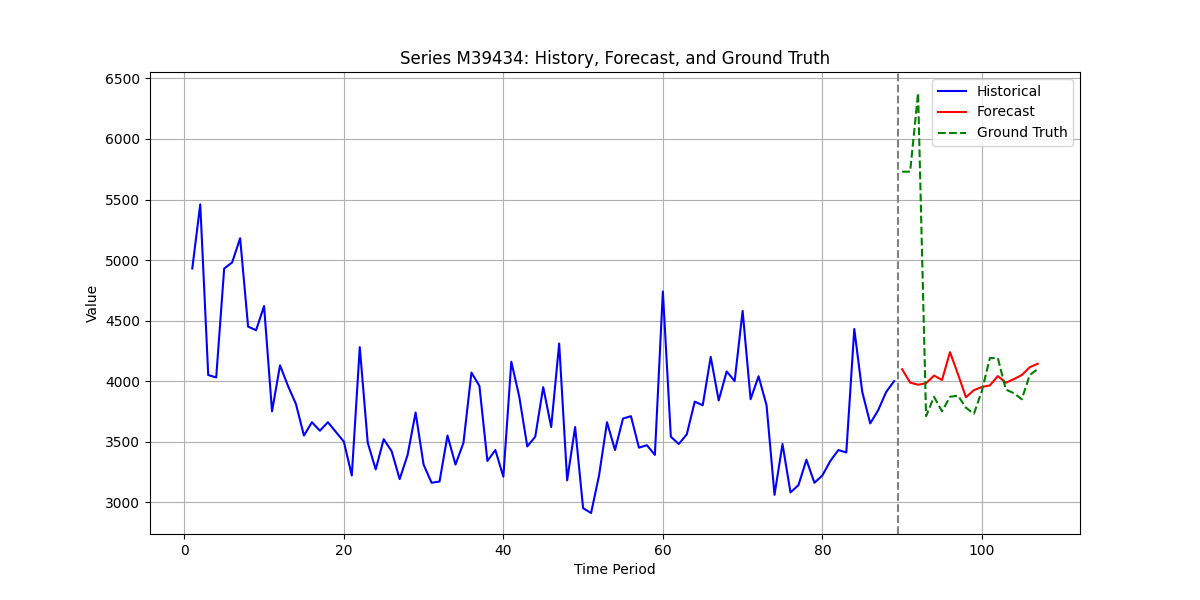 Series M39434: History, Forecast, and Ground Truth
6500
6000
5500
5000
4500
4000
3500
3000
Value
Historical
Forecast
Ground Truth
0 20 40 60 80 100
Time Period